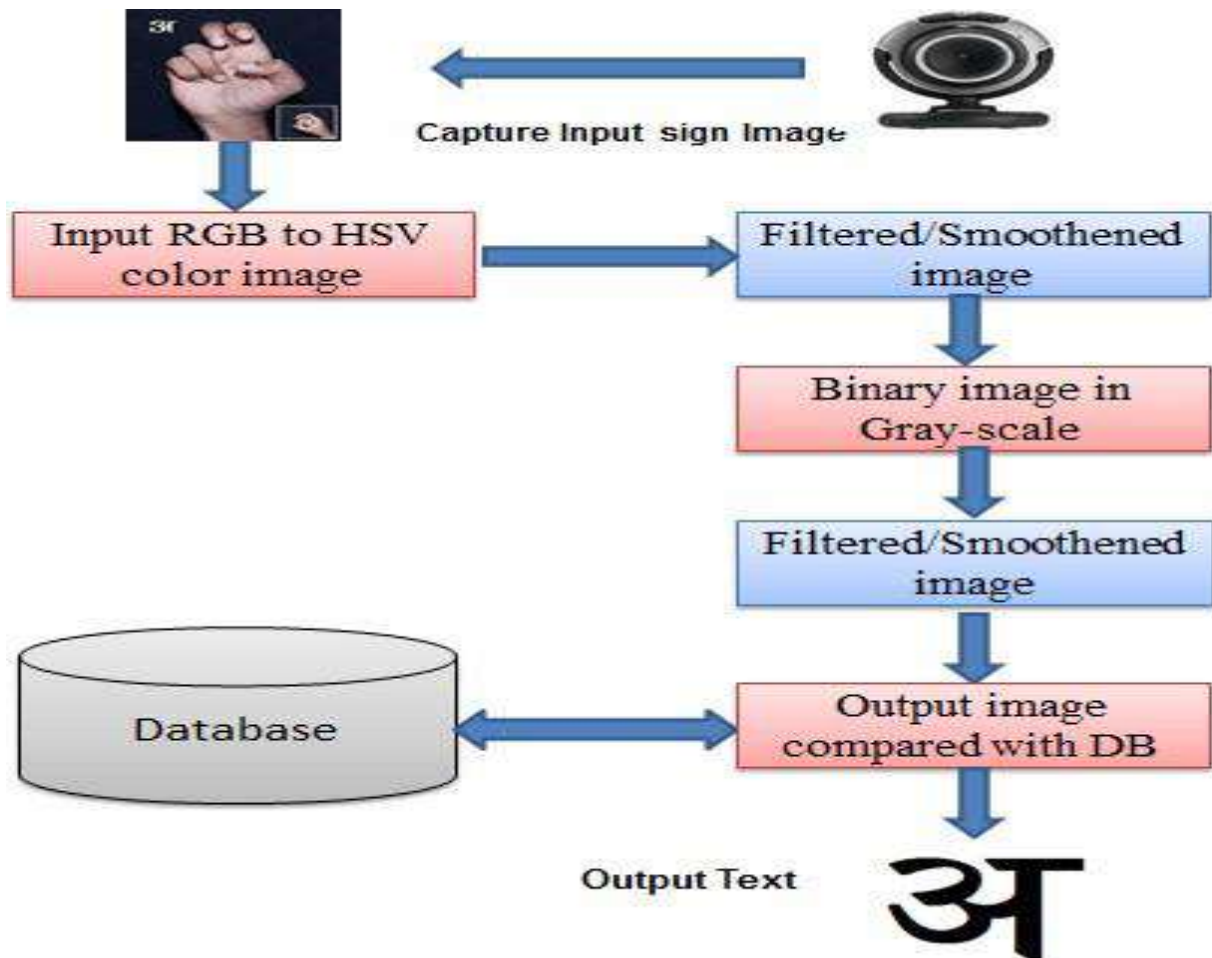 अ
Capture Input sign Image
Input RGB to HSV
color image
Filtered/Smoothened
image
Binary image in
Gray-scale
Filtered/Smoothened
image
Database
Output image
compared with DB
Output Text
अ